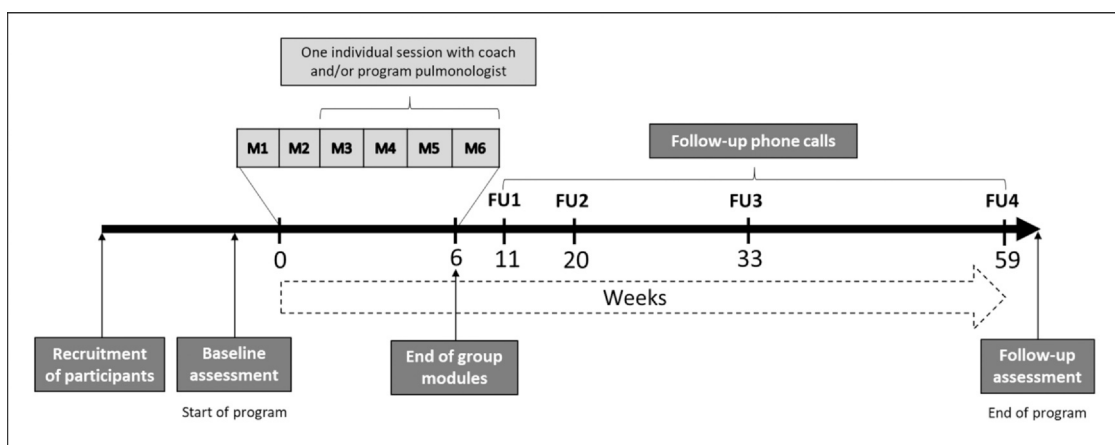 One individual session with coach
and/or program pulmonologist
M1 M2 M3 M4 M5 M6
Follow-up phone calls
FU1 FU2 FU3 FU4
0 6 11 20 33 59
Weeks
Recruitment
of participants
Baseline
assessment
Start of program
End of group
modules
Follow-up
assessment
End of program